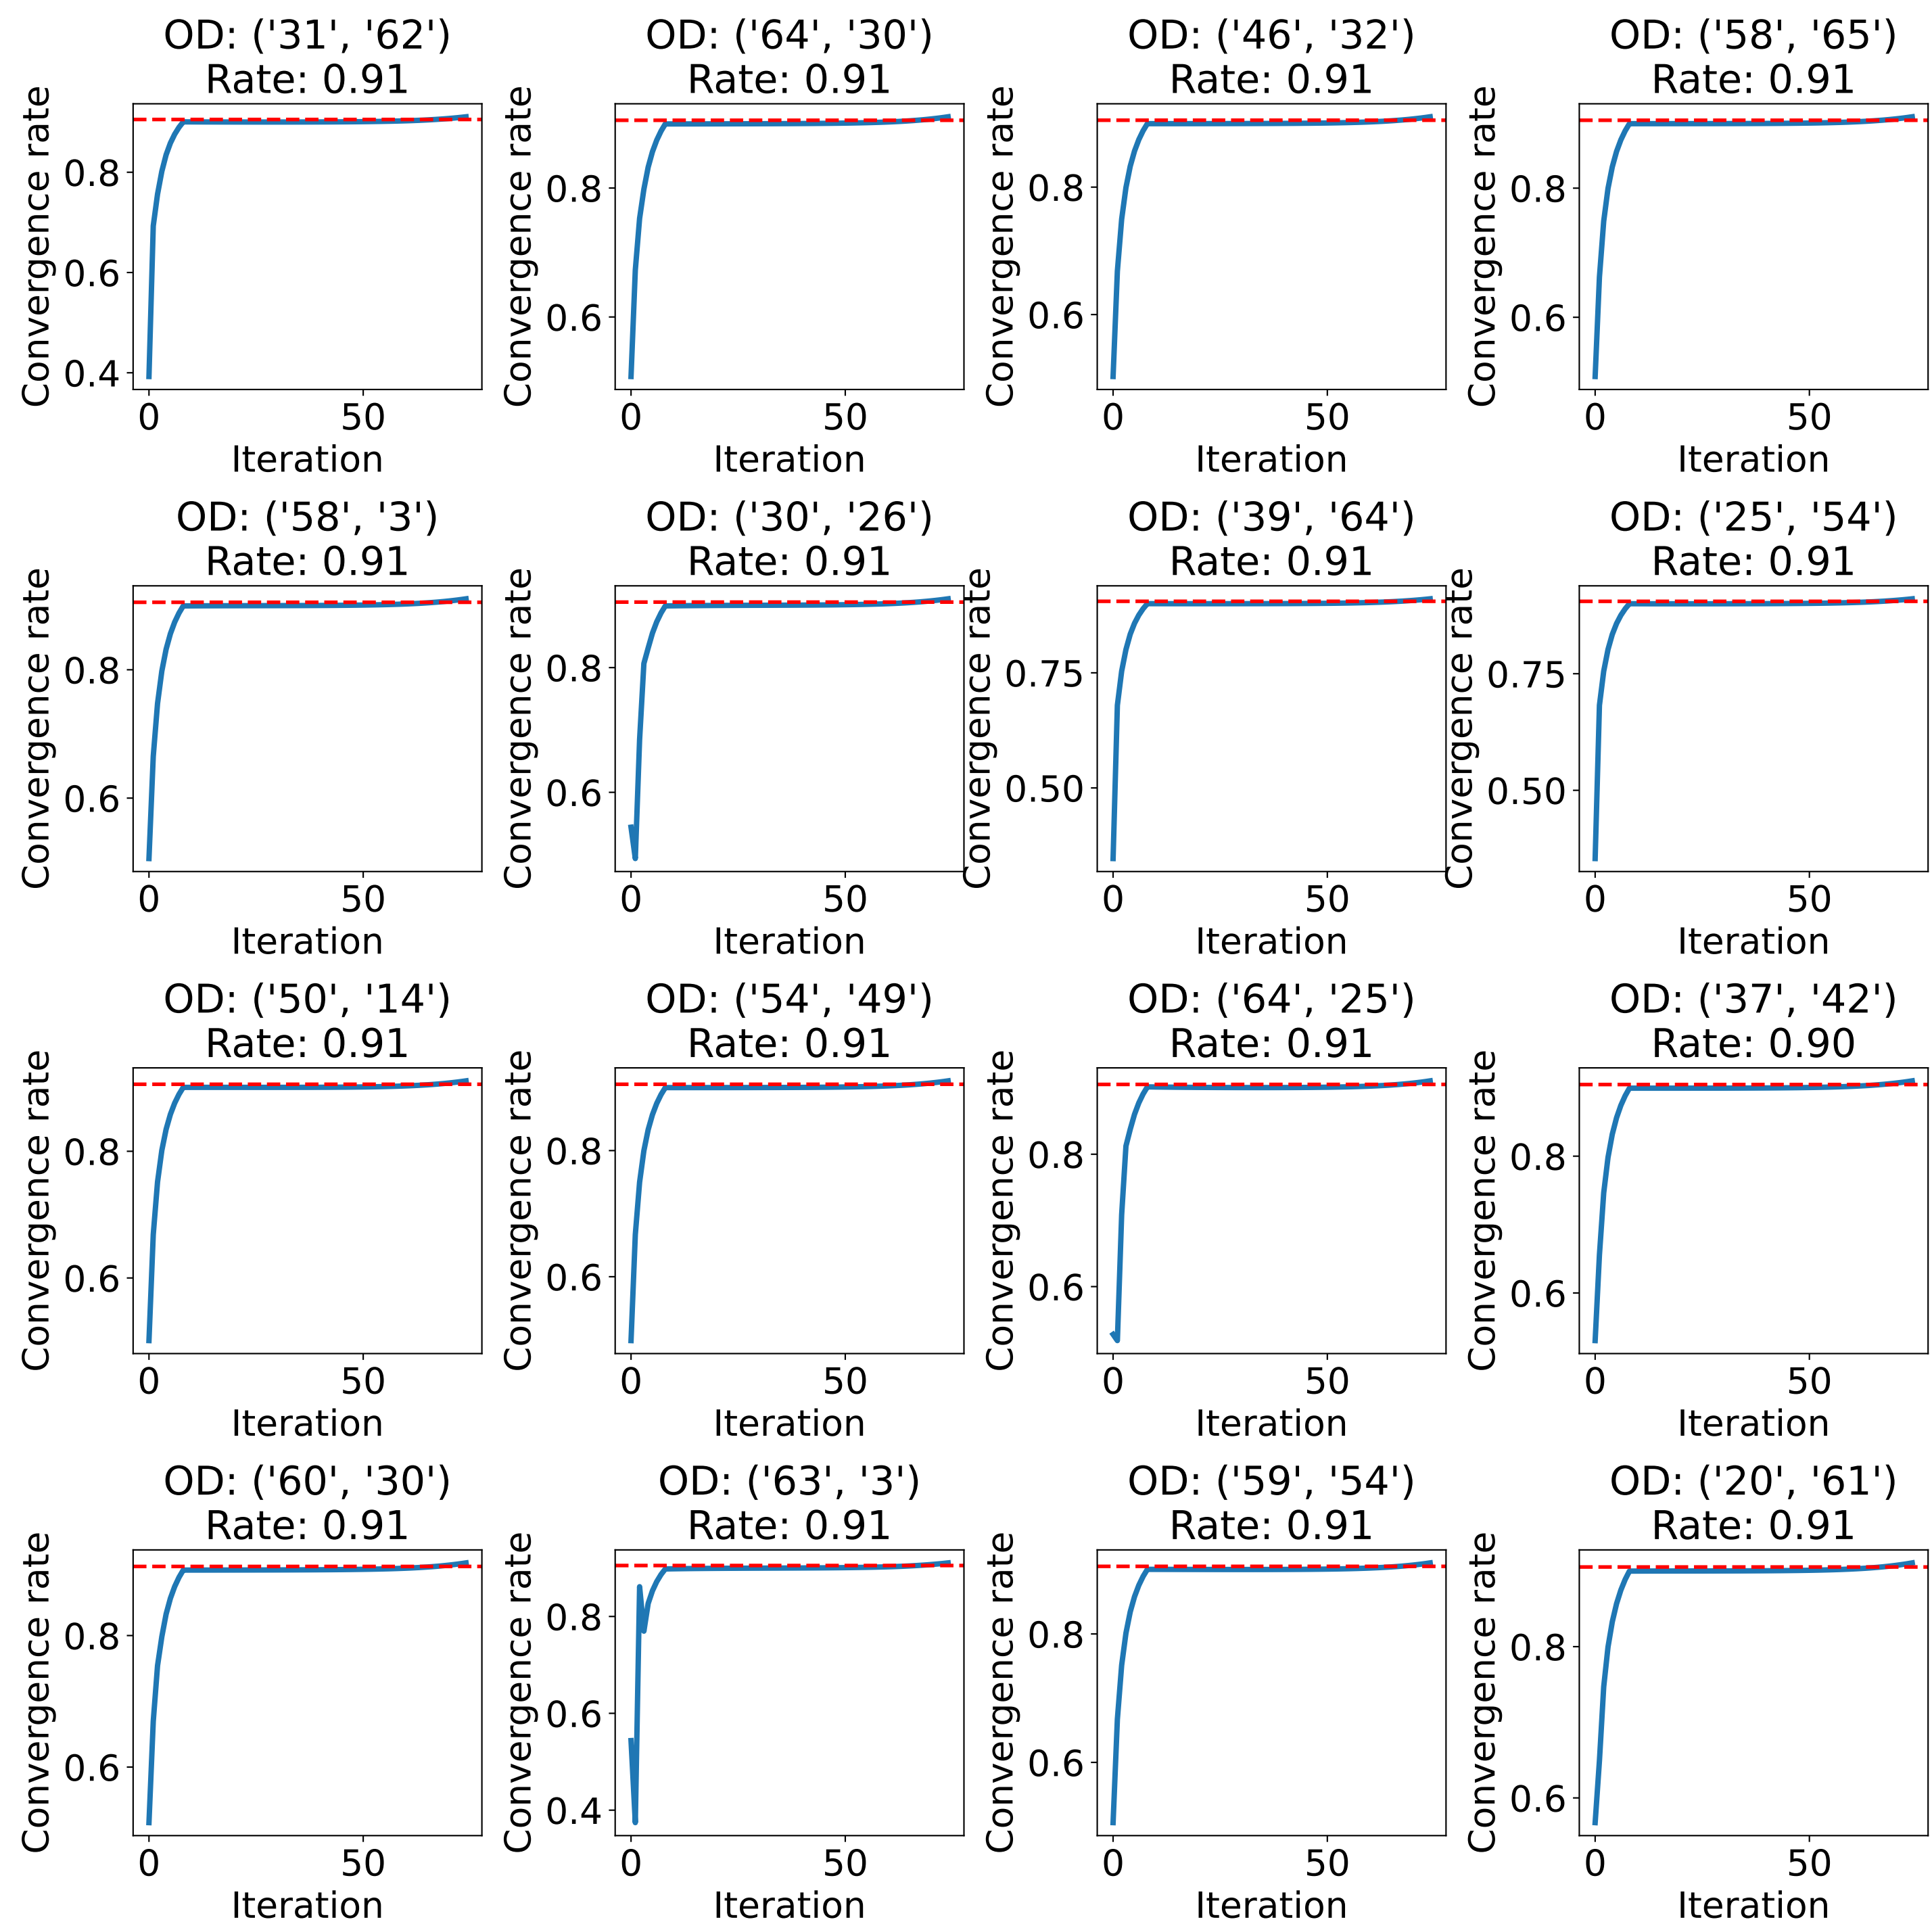 OD: ('31', '62')
Rate: 0.91
Convergence rate
0.8
0.6
0.4
0
50
Iteration
OD: ('64', '30')
Rate: 0.91
Convergence rate
0.8
0.6
0
50
Iteration
OD: ('46', '32')
Rate: 0.91
Convergence rate
0.8
0.6
0
50
Iteration
OD: ('58', '65')
Rate: 0.91
Convergence rate
0.8
0.6
0
50
Iteration
OD: ('58', '3')
Rate: 0.91
Convergence rate
0.8
0.6
0
50
Iteration
OD: ('30', '26')
Rate: 0.91
Convergence rate
0.8
0.6
0
50
Iteration
OD: ('39', '64')
Rate: 0.91
Convergence rate
0.75
0.50
0
50
Iteration
OD: ('25', '54')
Rate: 0.91
Convergence rate
0.75
0.50
0
50
Iteration
OD: ('50', '14')
Rate: 0.91
Convergence rate
0.8
0.6
0
50
Iteration
OD: ('54', '49')
Rate: 0.91
Convergence rate
0.8
0.6
0
50
Iteration
OD: ('64', '25')
Rate: 0.91
Convergence rate
0.8
0.6
0
50
Iteration
OD: ('37', '42')
Rate: 0.90
Convergence rate
0.8
0.6
0
50
Iteration
OD: ('60', '30')
Rate: 0.91
Convergence rate
0.8
0.6
0
50
Iteration
OD: ('63', '3')
Rate: 0.91
Convergence rate
0.8
0.6
0.4
0
50
Iteration
OD: ('59', '54')
Rate: 0.91
Convergence rate
0.8
0.6
0
50
Iteration
OD: ('20', '61')
Rate: 0.91
Convergence rate
0.8
0.6
0
50
Iteration